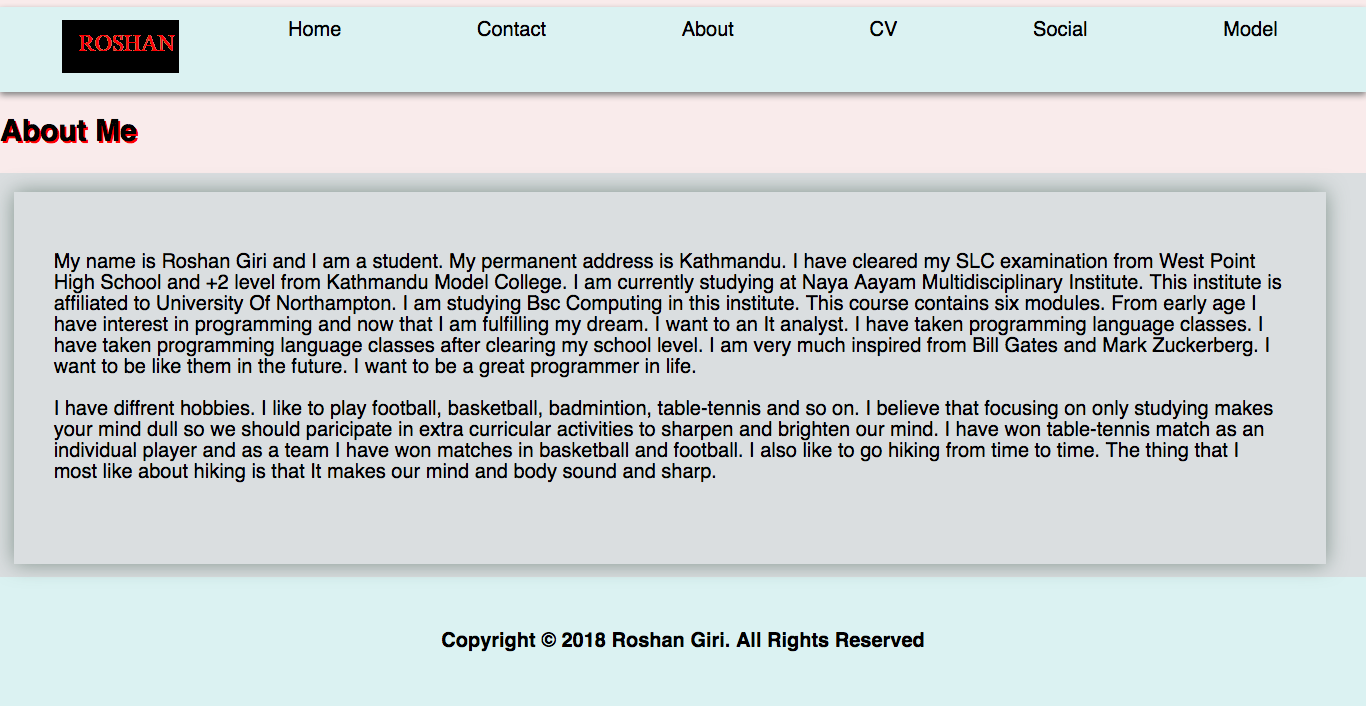 ROSHAN
Home
Contact
About
CV
Social
Model
About Me
My name is Roshan Giri and I am a student. My permanent address is Kathmandu. I have cleared my SLC examination from West Point
High School and +2 level from Kathmandu Model College. I am currently studying at Naya Aayam Multidisciplinary Institute. This institute is
affiliated to University Of Northampton. I am studying Bsc Computing in this institute. This course contains six modules. From early age I
have interest in programming and now that I am fulfilling my dream. I want to an It analyst. I have taken programming language classes. I
have taken programming language classes after clearing my school level. I am very much inspired from Bill Gates and Mark Zuckerberg. I
want to be like them in the future. I want to be a great programmer in life.
I have diffrent hobbies. I like to play football, basketball, badmintion, table-tennis and so on. I believe that focusing on only studying makes
your mind dull so we should paricipate in extra curricular activities to sharpen and brighten our mind. I have won table-tennis match as an
individual player and as a team I have won matches in basketball and football. I also like to go hiking from time to time. The thing that I
most like about hiking is that It makes our mind and body sound and sharp.
Copyright © 2018 Roshan Giri. All Rights Reserved